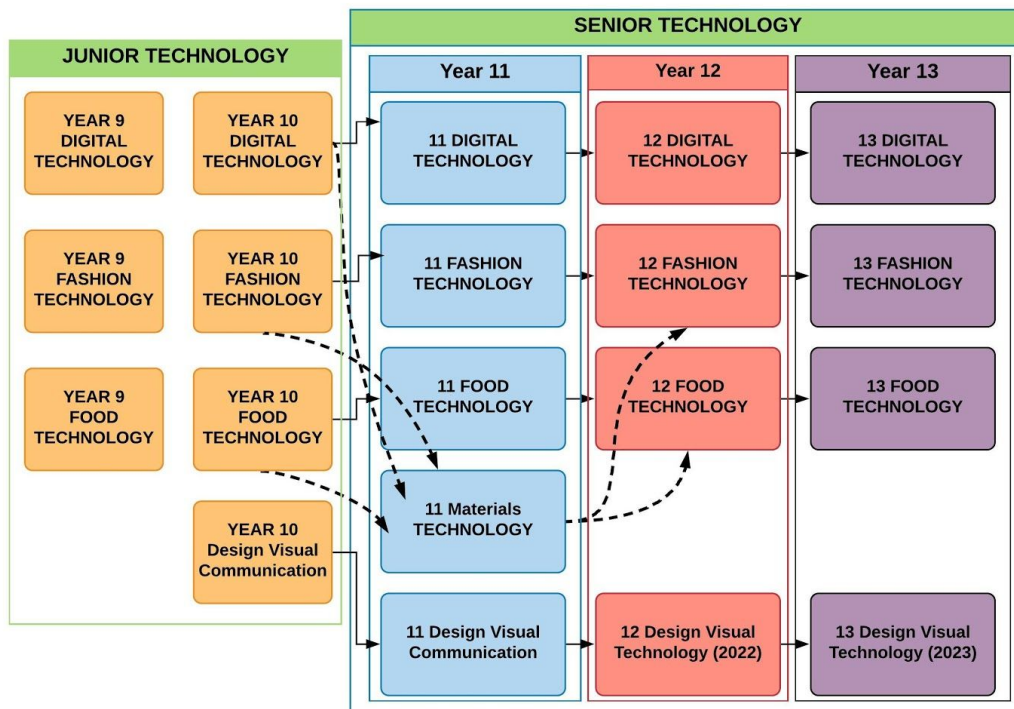 SENIOR TECHNOLOGY
JUNIOR TECHNOLOGY
Year 11
Year 12
Year 13
YEAR 9
DIGITAL
TECHNOLOGY
YEAR 10
DIGITAL
TECHNOLOGY
11 DIGITAL
TECHNOLOGY
12 DIGITAL
TECHNOLOGY
13 DIGITAL
TECHNOLOGY
YEAR 9
FASHION
TECHNOLOGY
YEAR 10
FASHION
TECHNOLOGY
11 FASHION
TECHNOLOGY
12 FASHION
TECHNOLOGY
13 FASHION
TECHNOLOGY
YEAR 9
FOOD
TECHNOLOGY
YEAR 10
FOOD
TECHNOLOGY
11 FOOD
TECHNOLOGY
12 FOOD
TECHNOLOGY
13 FOOD
TECHNOLOGY
11 Materials
TECHNOLOGY
YEAR 10
Design Visual
Communication
11 Design Visual
Communication
12 Design Visual
Technology (2022)
13 Design Visual
Technology (2023)